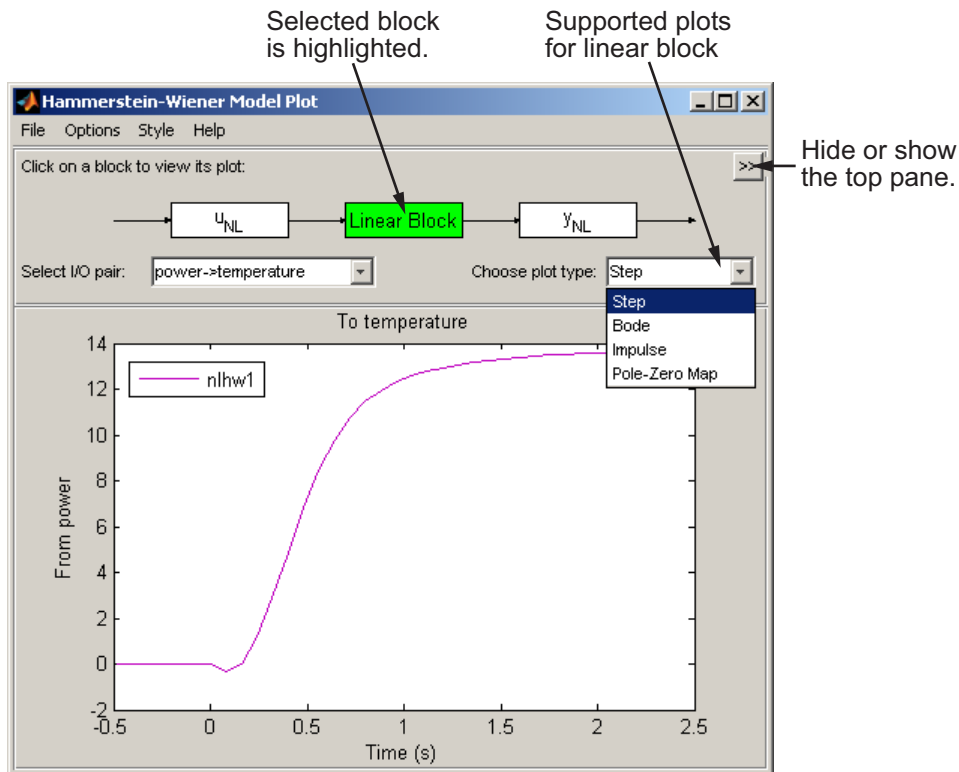 Selected block
is highlighted.
Supported plots
for linear block
Hammerstein-Wiener Model Plot
File Options Style Help
Click on a block to view its plot:
>>
Hide or show
the top pane.
u_NL
Linear Block
y_NL
Select I/O pair:
power->temperature
Choose plot type:
Step
Step
Bode
Impulse
Pole-Zero Map
To temperature
nlhw1
From power
14
12
10
8
6
4
2
0
-2
-0.5
0
0.5
1
1.5
2
2.5
Time (s)